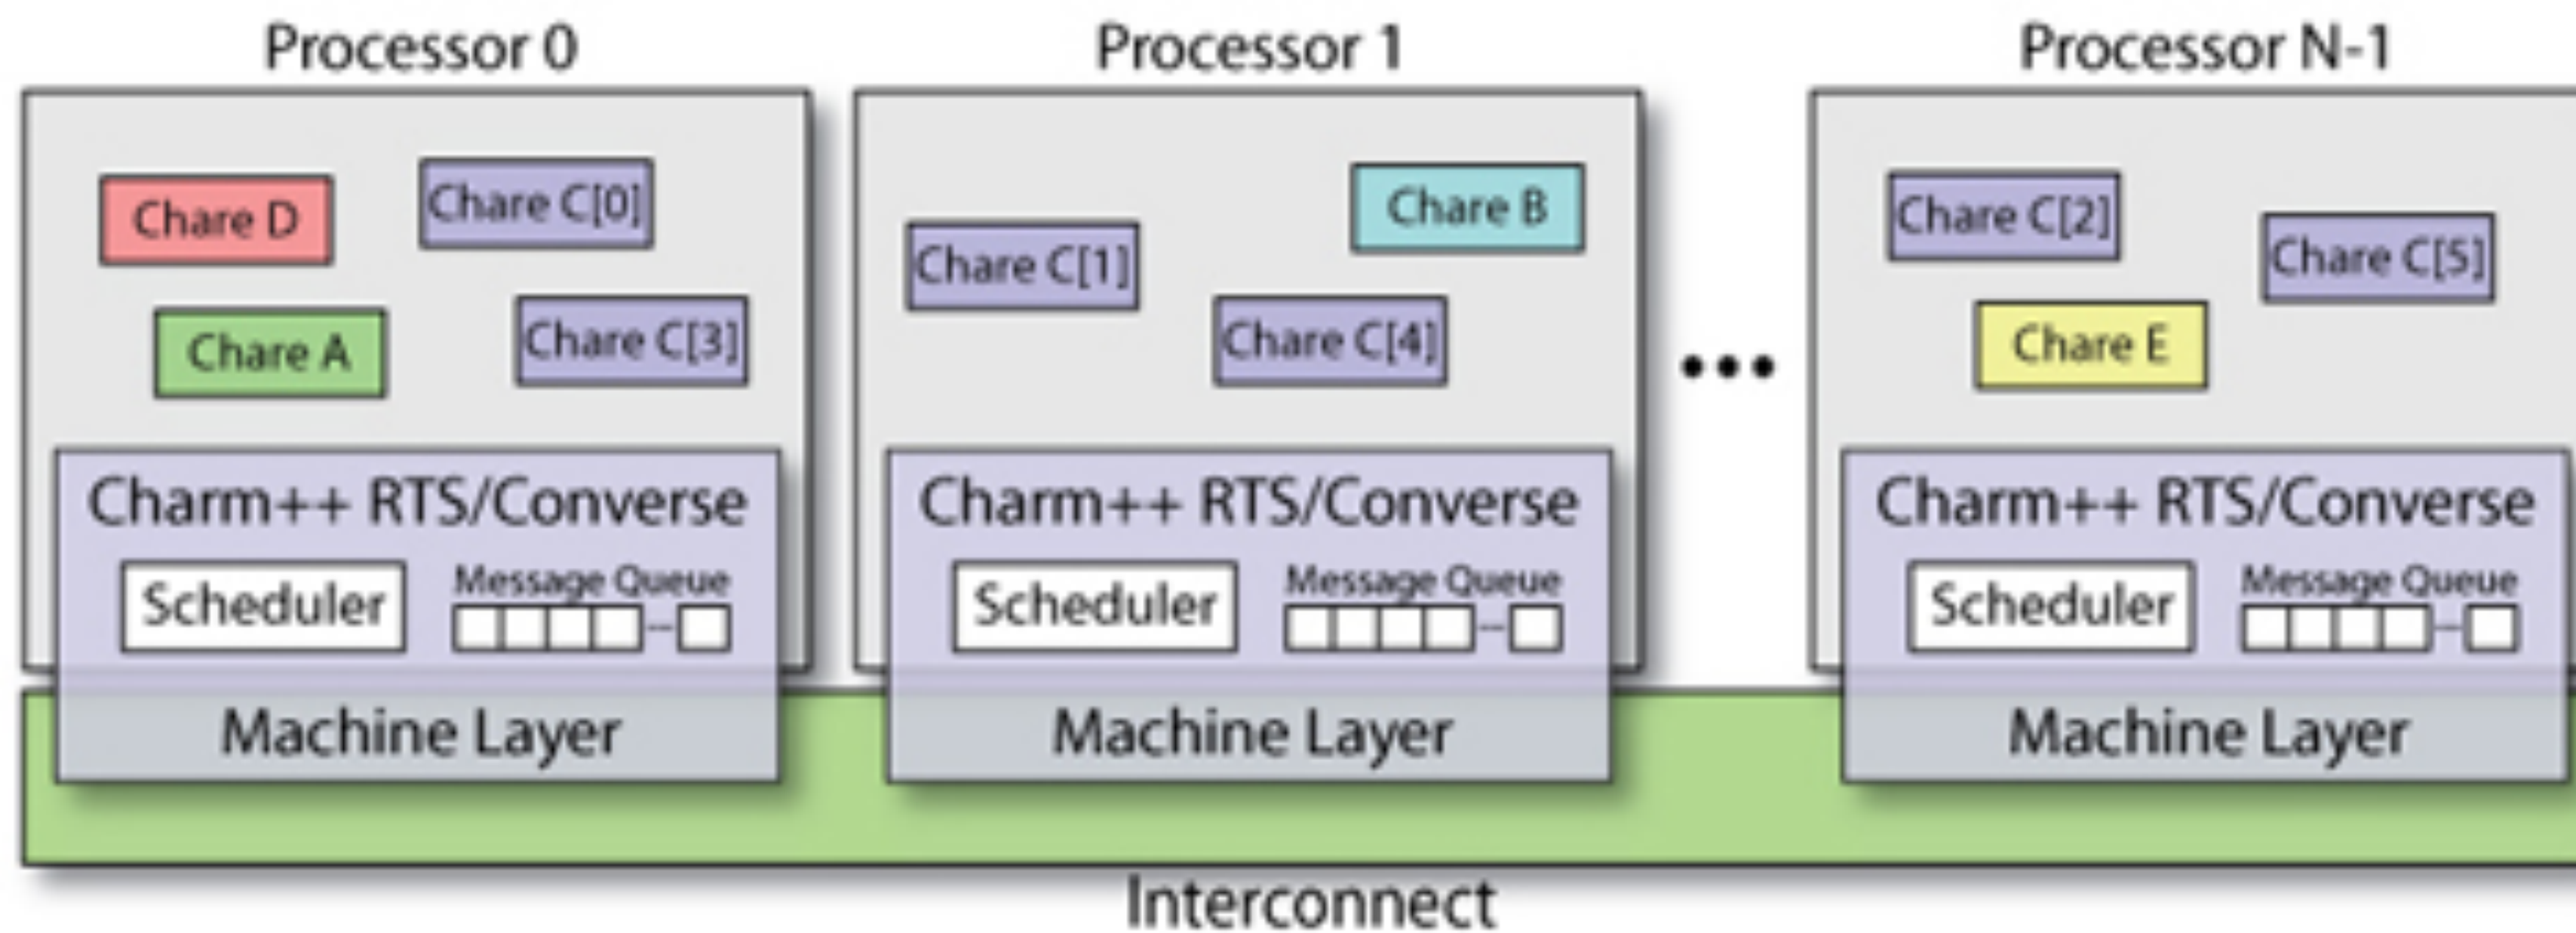 Processor 0
Processor 1
Processor N-1
Chare D
Chare C[0]
Chare A
Chare C[3]
Chare C[1]
Chare B
Chare C[4]
Chare C[2]
Chare C[5]
Chare E
Charm++ RTS/Converse
Scheduler
Message Queue
Machine Layer
Charm++ RTS/Converse
Scheduler
Message Queue
Machine Layer
Charm++ RTS/Converse
Scheduler
Message Queue
Machine Layer
Interconnect